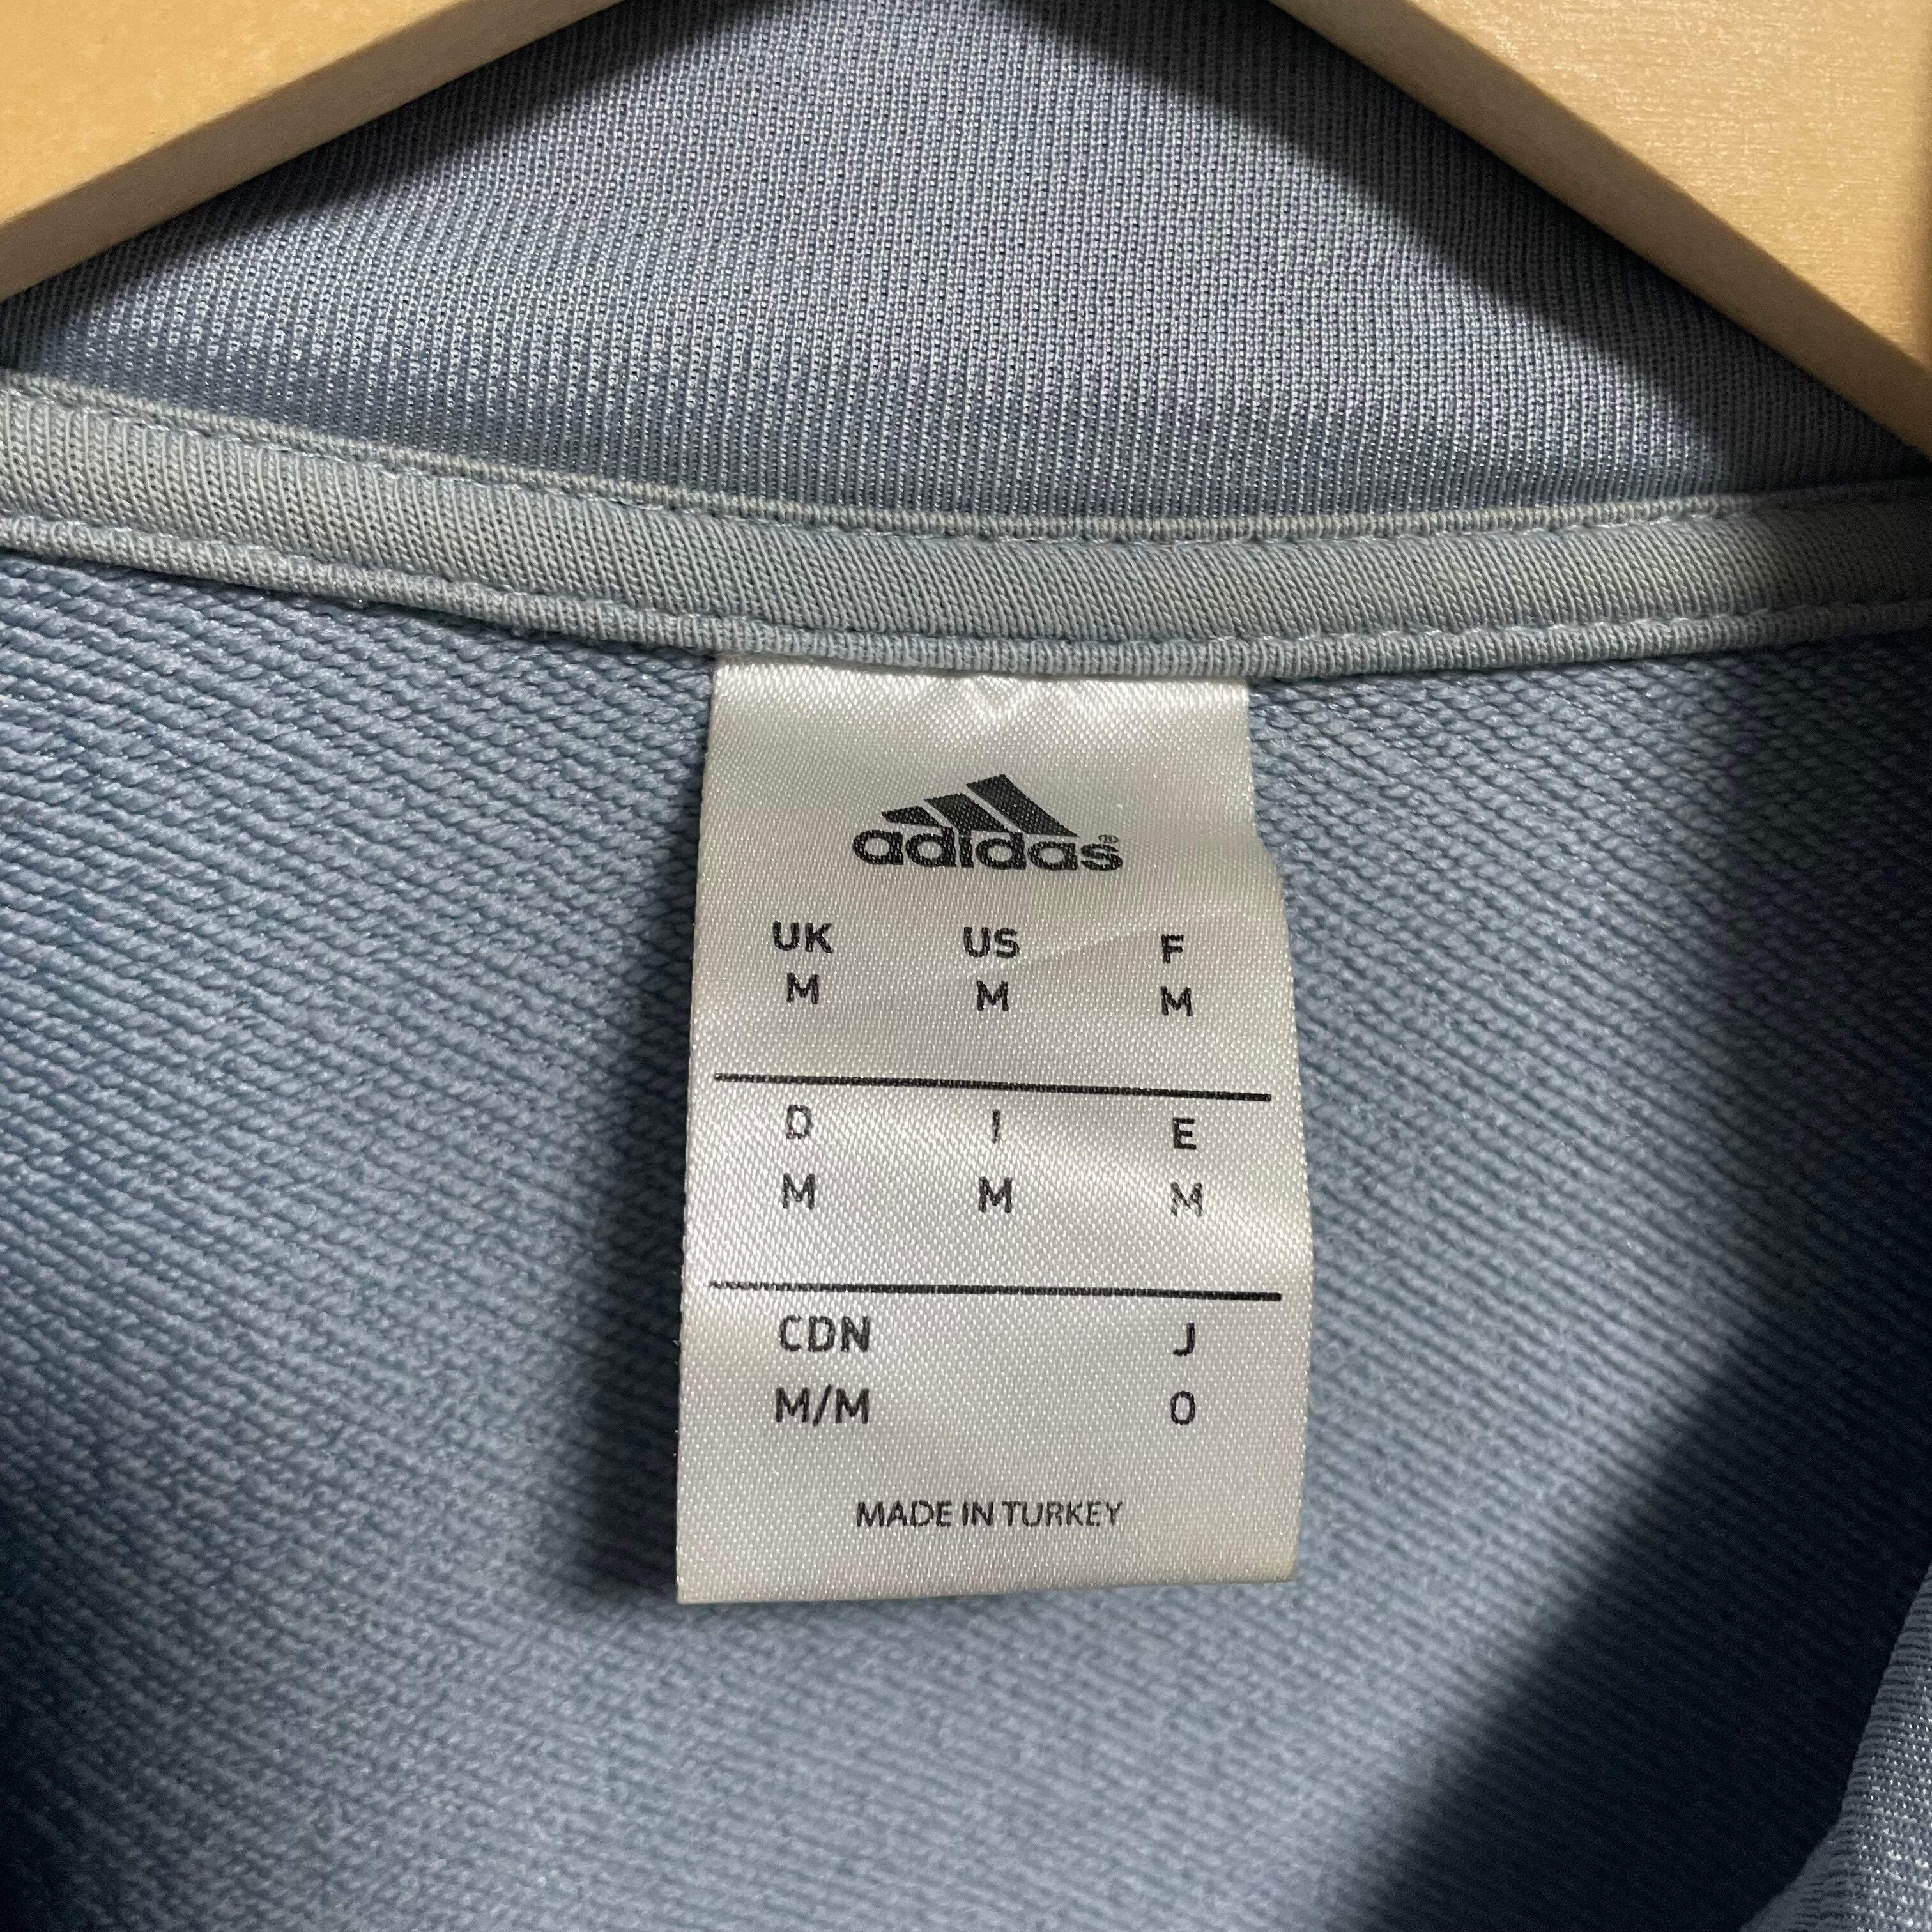 adidas®
UK US F
M M M
D I E
M M M
CDN J
M/M O
MADE IN TURKEY